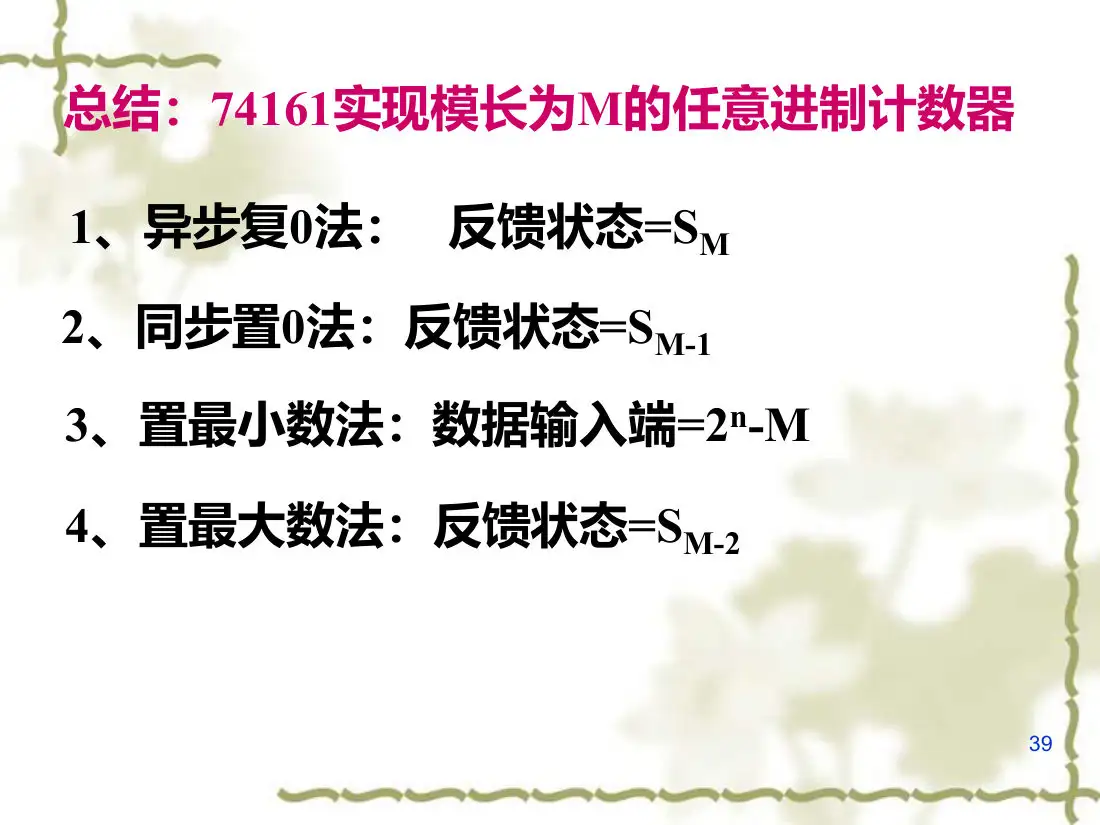 总结：74161实现模长为M的任意进制计数器
1、异步复0法： 反馈状态=S_M
2、同步置0法：反馈状态=S_{M-1}
3、置最小数法：数据输入端=2ⁿ-M
4、置最大数法：反馈状态=S_{M-2}
39